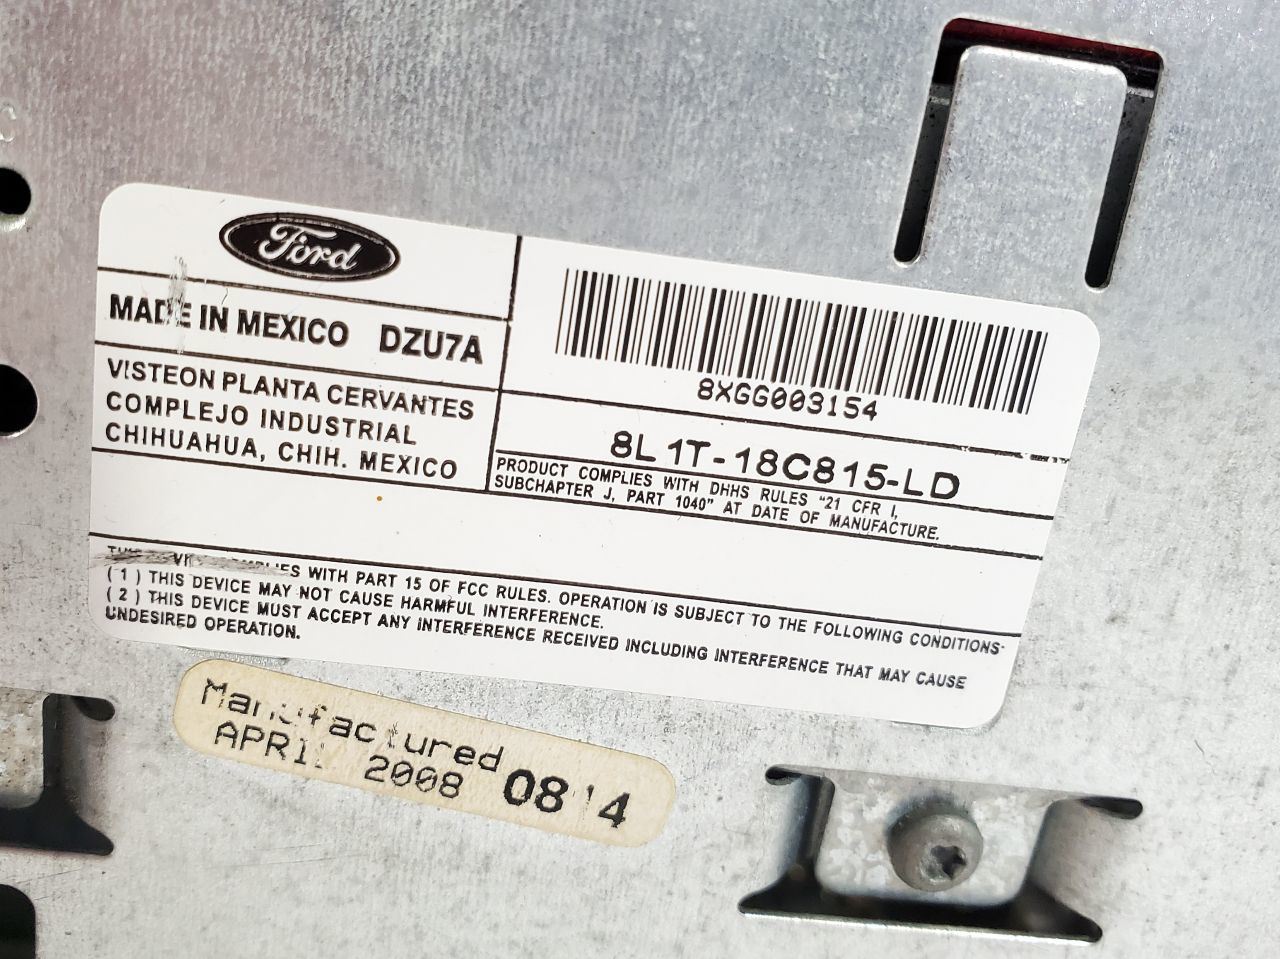 Ford
MADE IN MEXICO DZU7A
VISTEON PLANTA CERVANTES
COMPLEJO INDUSTRIAL
CHIHUAHUA, CHIH. MEXICO
8XGG003154
8L1T-18C815-LD
PRODUCT COMPLIES WITH DHHS RULES "21 CFR I,
SUBCHAPTER J, PART 1040" AT DATE OF MANUFACTURE.
WITH PART 15 OF FCC RULES. OPERATION IS SUBJECT TO THE FOLLOWING CONDITIONS-
(1) THIS DEVICE MAY NOT CAUSE HARMFUL INTERFERENCE.
(2) THIS DEVICE MUST ACCEPT ANY INTERFERENCE RECEIVED INCLUDING INTERFERENCE THAT MAY CAUSE
UNDESIRED OPERATION.
Manufactured
APRIL 2008 08'4